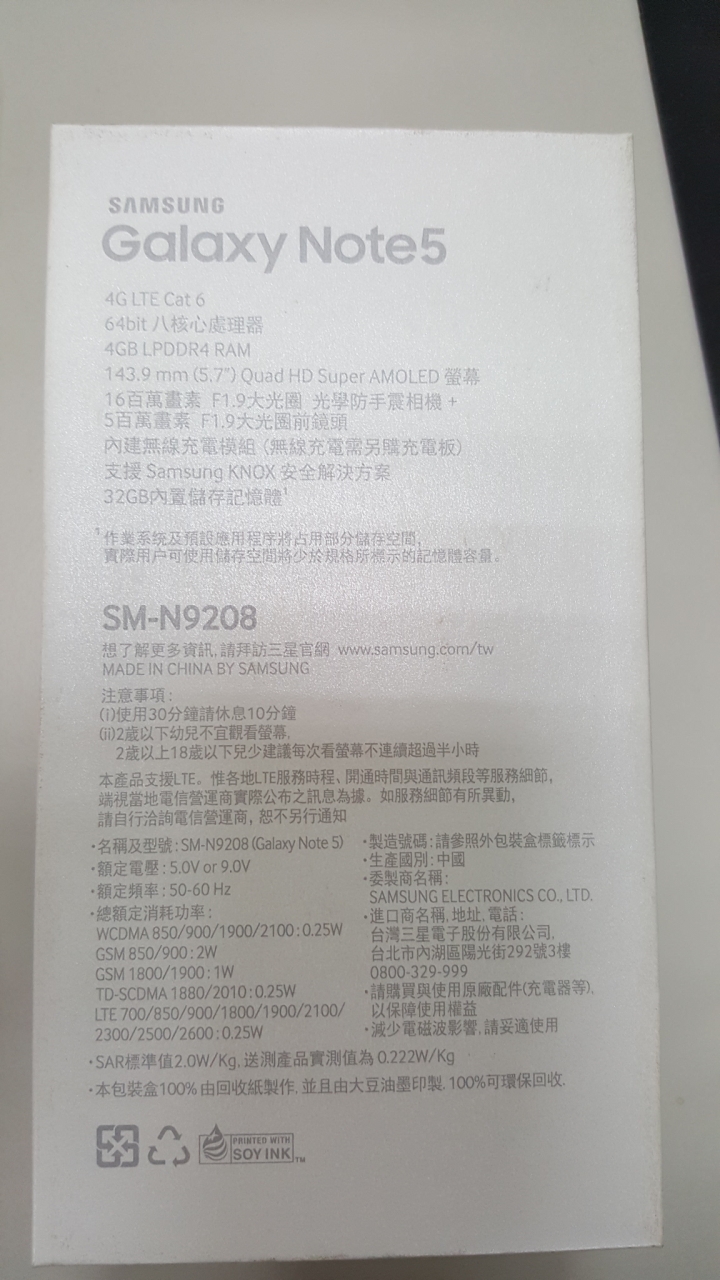 SAMSUNG
Galaxy Note5
4G LTE Cat 6
64bit 八核心處理器
4GB LPDDR4 RAM
143.9 mm (5.7") Quad HD Super AMOLED 螢幕
16百萬畫素 F1.9大光圈 光學防手震相機 +
5百萬畫素 F1.9大光圈前鏡頭
內建無線充電模組 (無線充電需另購充電板)
支援 Samsung KNOX 安全解決方案
32GB內置儲存記憶體¹
¹ 作業系統及預設應用程序將占用部分儲存空間,
實際用戶可使用儲存空間將少於規格所標示的記憶體容量。
SM-N9208
想了解更多資訊,請拜訪三星官網 www.samsung.com/tw
MADE IN CHINA BY SAMSUNG
注意事項:
(i)使用30分鐘請休息10分鐘
(ii)2歲以下幼兒不宜觀看螢幕,
2歲以上18歲以下兒少建議每次看螢幕不連續超過半小時
本產品支援LTE。惟各地LTE服務時程、開通時間與通訊頻段等服務細節,
端視當地電信營運商實際公布之訊息為據。如服務細節有所異動,
請自行洽詢電信營運商, 恕不另行通知
·名稱及型號:SM-N9208 (Galaxy Note 5)
·額定電壓:5.0V or 9.0V
·額定頻率:50-60 Hz
·總額定消耗功率:
WCDMA 850/900/1900/2100:0.25W
GSM 850/900:2W
GSM 1800/1900:1W
TD-SCDMA 1880/2010:0.25W
LTE 700/850/900/1800/1900/2100/
2300/2500/2600:0.25W
·製造號碼:請參照外包裝盒標籤標示
·生產國別:中國
·委製商名稱:
SAMSUNG ELECTRONICS CO., LTD.
·進口商名稱, 地址, 電話:
台灣三星電子股份有限公司,
台北市內湖區陽光街292號3樓
0800-329-999
·請購買與使用原廠配件(充電器等),
以保障使用權益
·減少電磁波影響,請妥適使用
·SAR標準值2.0W/Kg, 送測產品實測值為 0.222W/Kg
·本包裝盒100% 由回收紙製作, 並且由大豆油墨印製. 100%可環保回收.
PRINTED WITH
SOY INK™